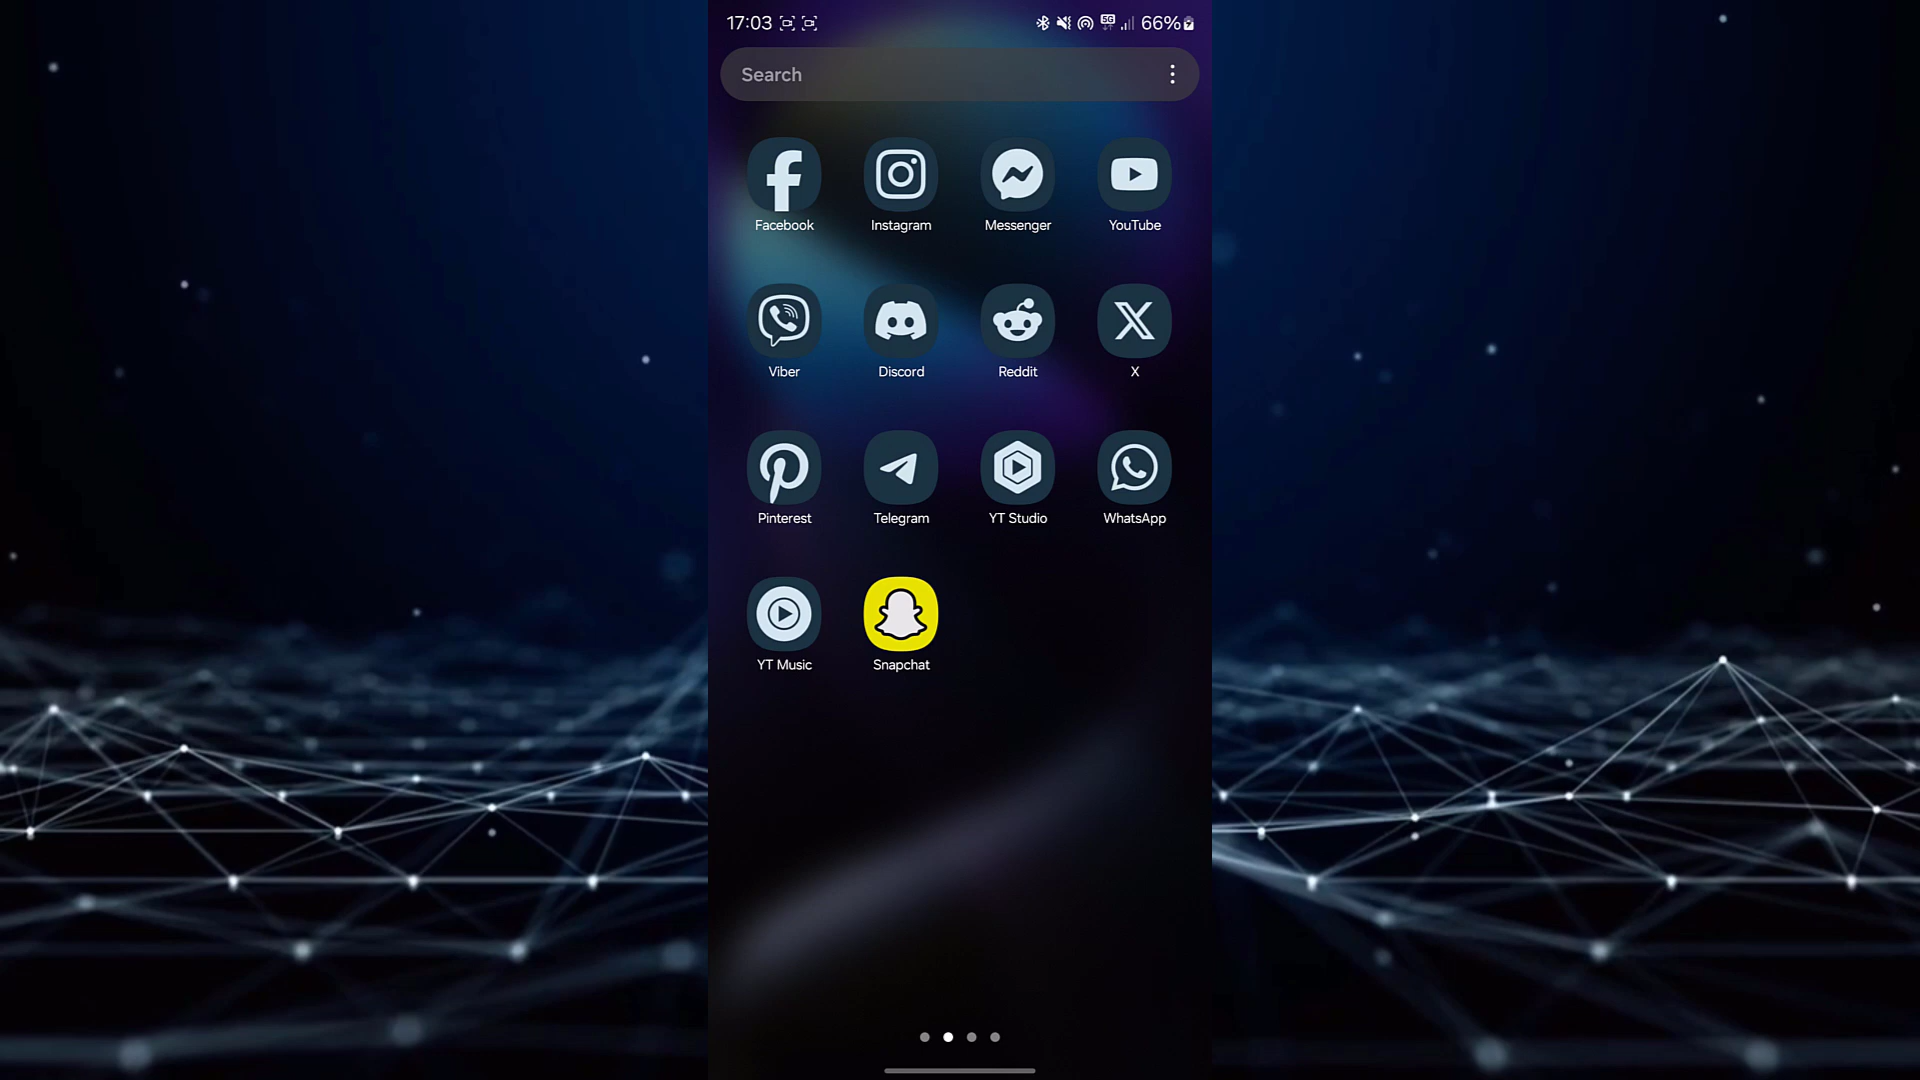 17:03 5G 66%
Search
Facebook Instagram Messenger YouTube
Viber Discord Reddit X
Pinterest Telegram YT Studio WhatsApp
YT Music Snapchat